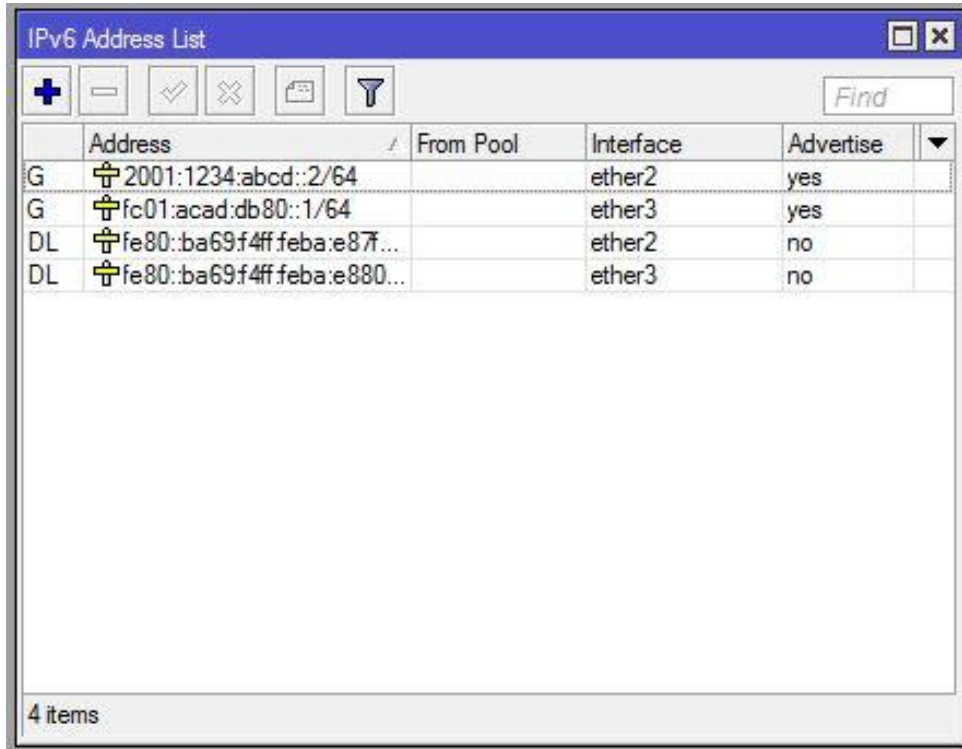 IPv6 Address List
Find
Address From Pool Interface Advertise
G 2001:1234:abcd::2/64 ether2 yes
G fc01:acad:db80::1/64 ether3 yes
DL fe80::ba69:f4ff:feba:e87f... ether2 no
DL fe80::ba69:f4ff:feba:e880... ether3 no
4 items